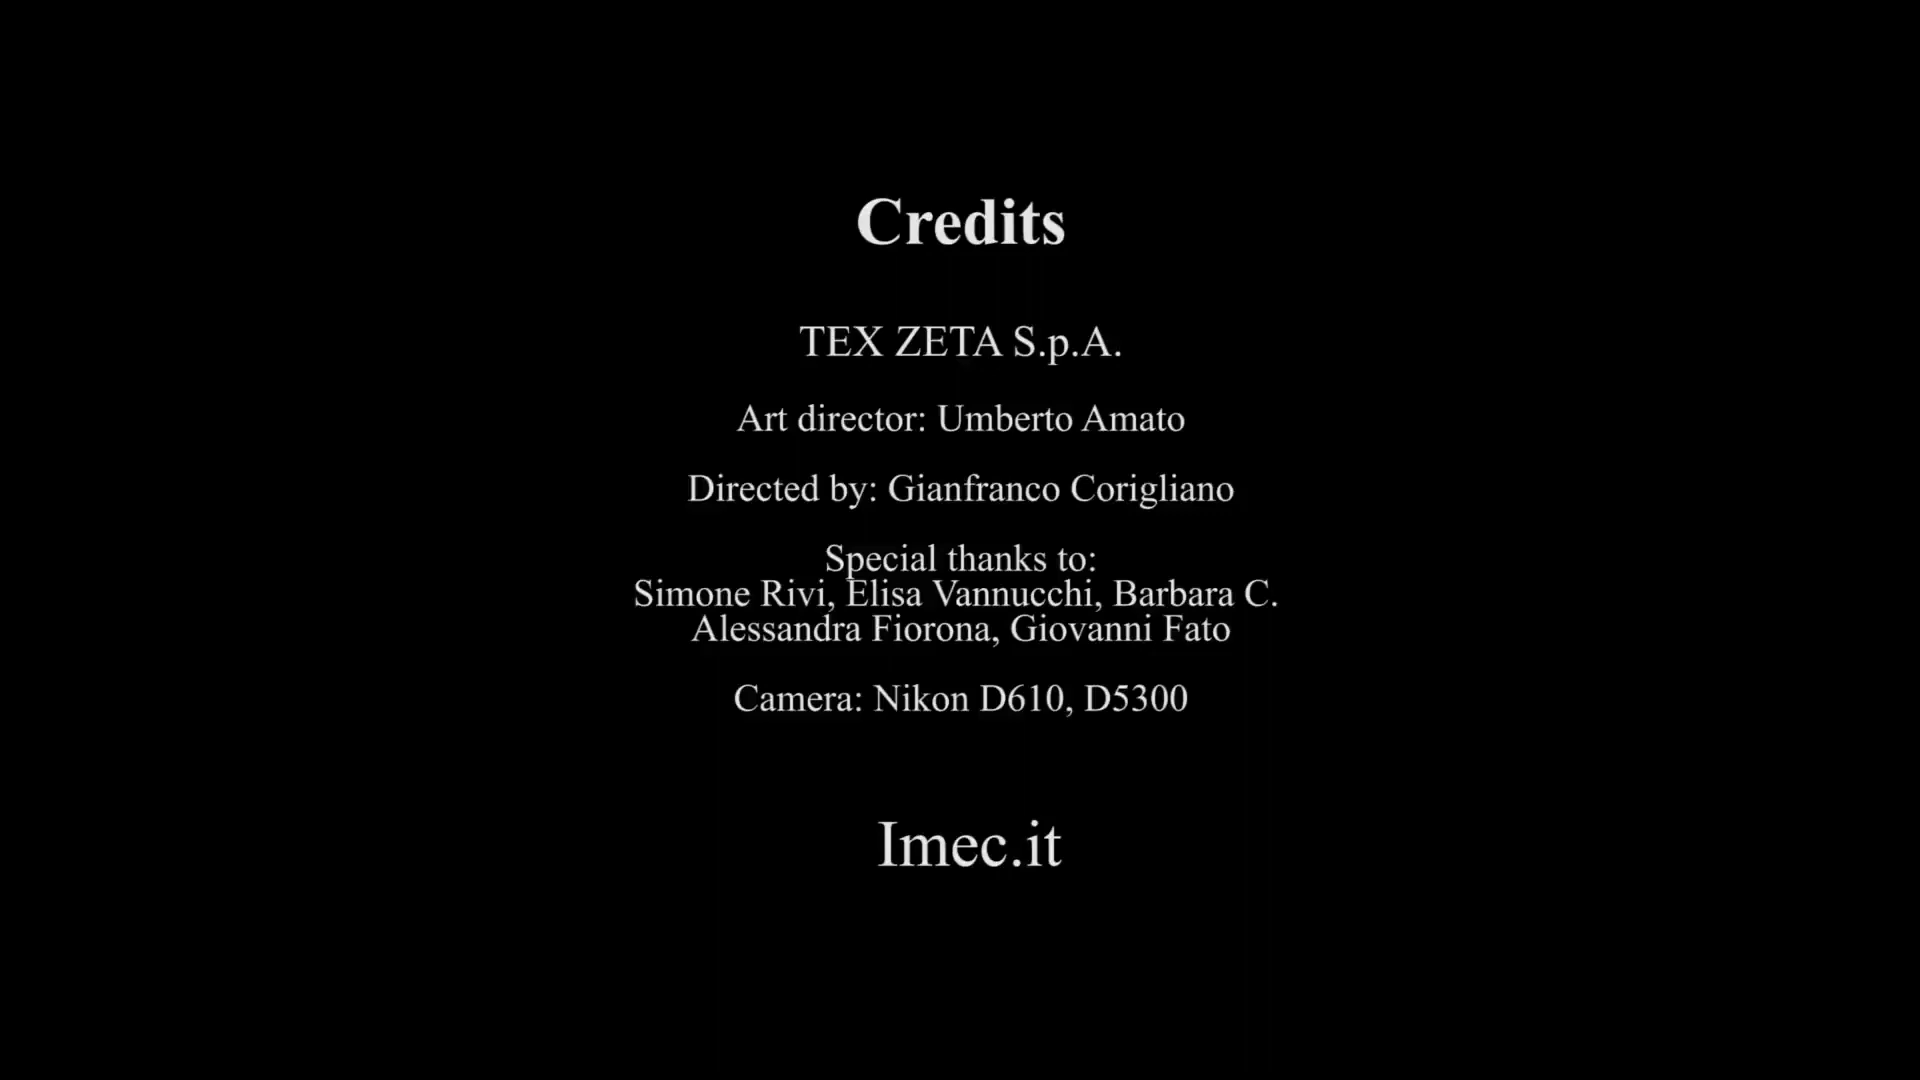 Credits
TEX ZETA S.p.A.
Art director: Umberto Amato
Directed by: Gianfranco Corigliano
Special thanks to:
Simone Rivi, Elisa Vannucchi, Barbara C.
Alessandra Fiorona, Giovanni Fato
Camera: Nikon D610, D5300
Imec.it